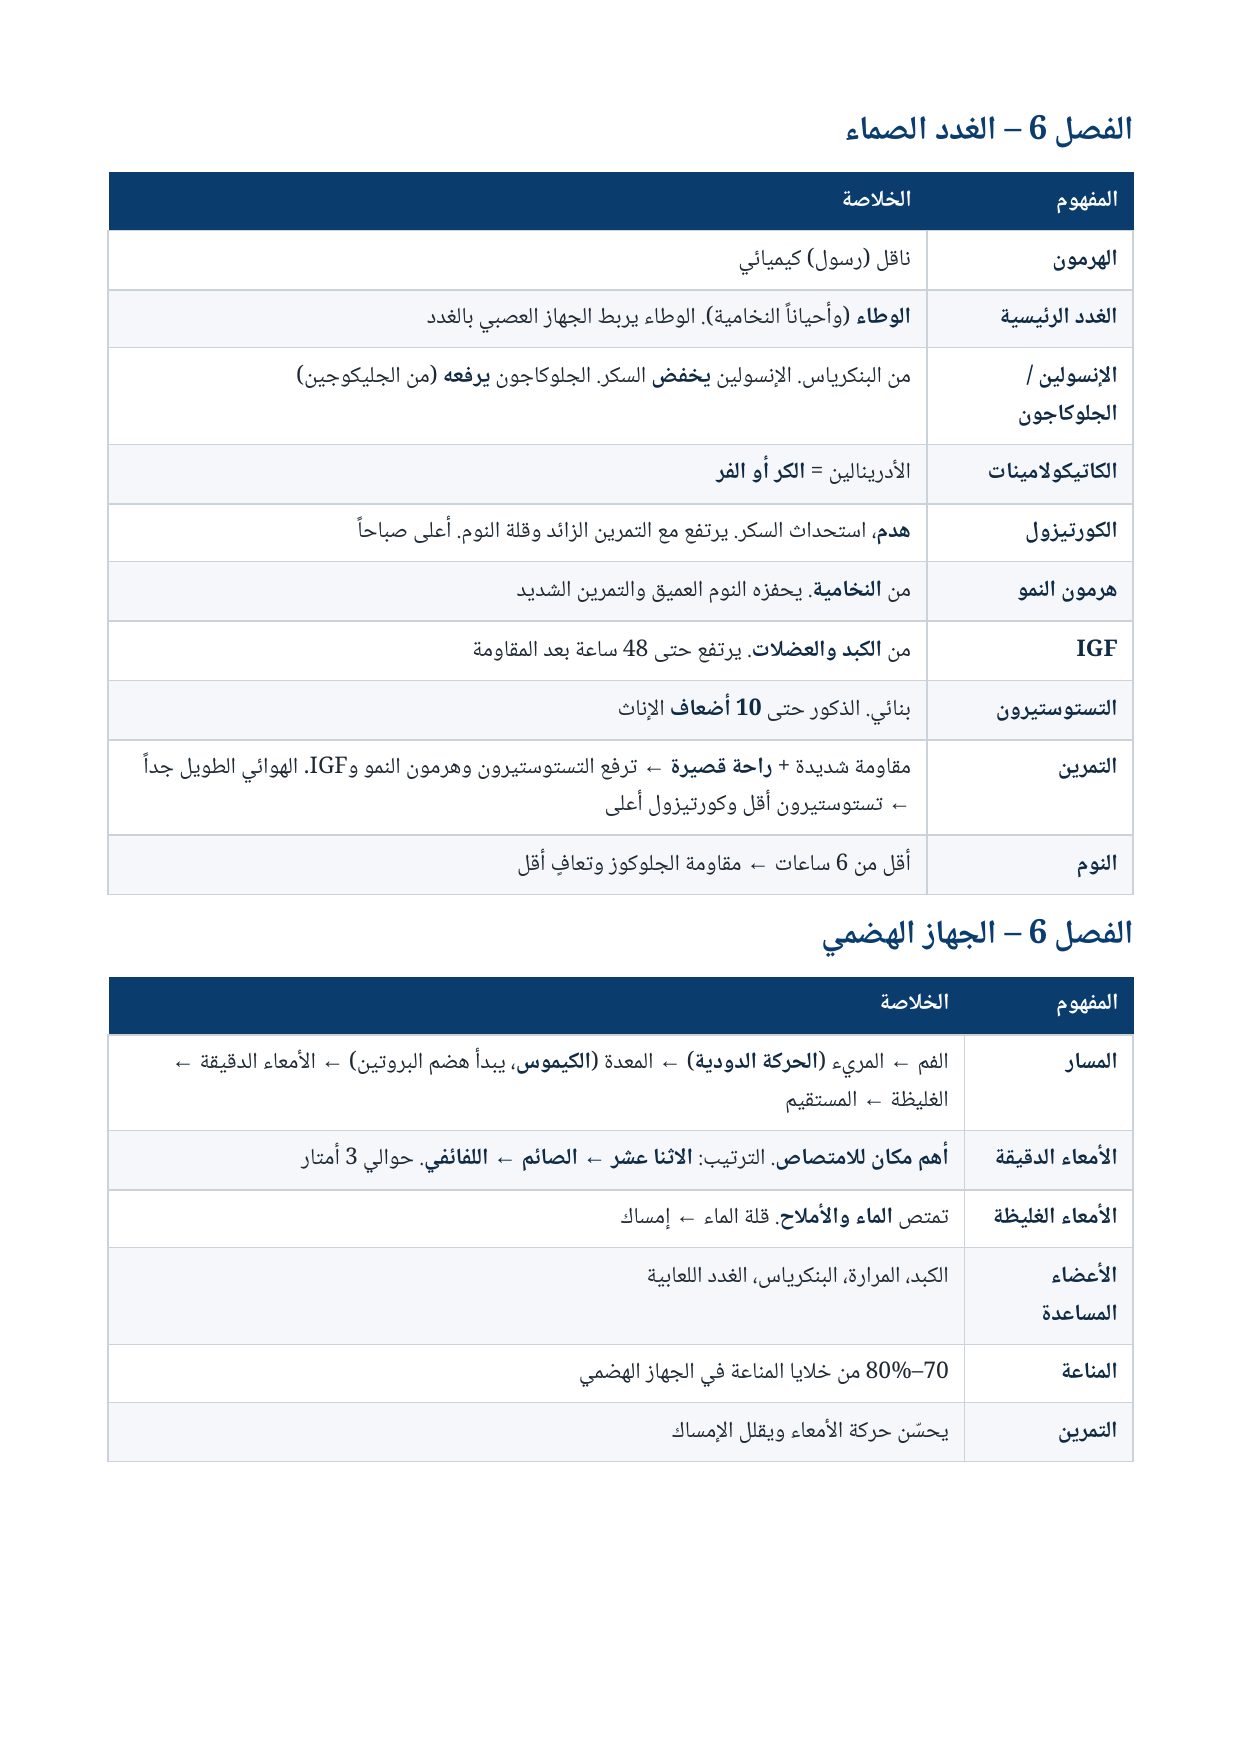 الفصل 6 – الغدد الصماء
المفهوم الخلاصة
الهرمون ناقل (رسول) كيميائي
الغدد الرئيسية الوطاء (وأحياناً النخامية). الوطاء يربط الجهاز العصبي بالغدد
الإنسولين / من البنكرياس. الإنسولين يخفض السكر. الجلوكاجون يرفعه (من الجليكوجين)
الجلوكاجون
الكاتيكولامينات الأدرينالين = الكر أو الفر
الكورتيزول هدم، استحداث السكر. يرتفع مع التمرين الزائد وقلة النوم. أعلى صباحاً
هرمون النمو من النخامية. يحفزه النوم العميق والتمرين الشديد
IGF من الكبد والعضلات. يرتفع حتى 48 ساعة بعد المقاومة
التستوستيرون بنائي. الذكور حتى 10 أضعاف الإناث
التمرين مقاومة شديدة + راحة قصيرة ← ترفع التستوستيرون وهرمون النمو وIGF. الهوائي الطويل جداً
← تستوستيرون أقل وكورتيزول أعلى
النوم أقل من 6 ساعات ← مقاومة الجلوكوز وتعافٍ أقل
الفصل 6 – الجهاز الهضمي
المفهوم الخلاصة
المسار الفم ← المريء (الحركة الدودية) ← المعدة (الكيموس، يبدأ هضم البروتين) ← الأمعاء الدقيقة ←
الغليظة ← المستقيم
الأمعاء الدقيقة أهم مكان للامتصاص. الترتيب: الاثنا عشر ← الصائم ← اللفائفي. حوالي 3 أمتار
الأمعاء الغليظة تمتص الماء والأملاح. قلة الماء ← إمساك
الأعضاء الكبد، المرارة، البنكرياس، الغدد اللعابية
المساعدة
المناعة 70–80% من خلايا المناعة في الجهاز الهضمي
التمرين يحسّن حركة الأمعاء ويقلل الإمساك